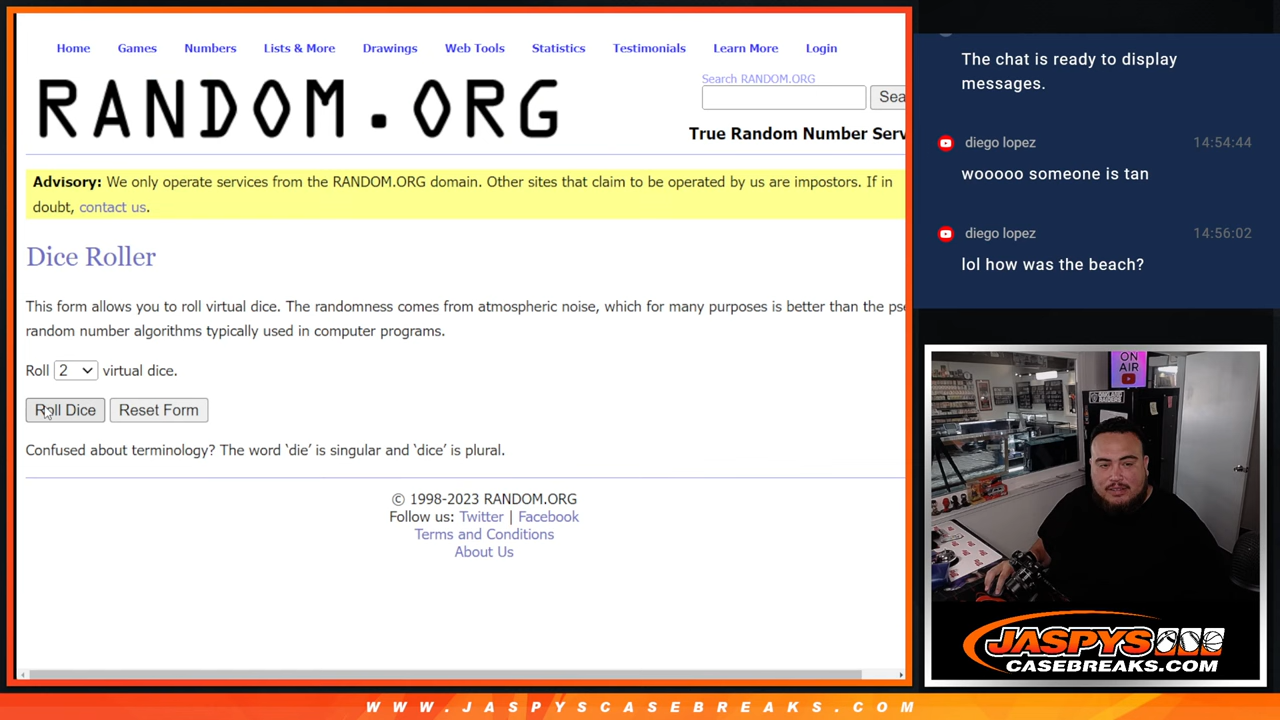 Home Games Numbers Lists & More Drawings Web Tools Statistics Testimonials Learn More Login
RANDOM.ORG
Search RANDOM.ORG
Sea
True Random Number Serv
Advisory: We only operate services from the RANDOM.ORG domain. Other sites that claim to be operated by us are impostors. If in
doubt, contact us.
Dice Roller
This form allows you to roll virtual dice. The randomness comes from atmospheric noise, which for many purposes is better than the pse
random number algorithms typically used in computer programs.
Roll 2 virtual dice.
Roll Dice Reset Form
Confused about terminology? The word ‘die’ is singular and ‘dice’ is plural.
© 1998-2023 RANDOM.ORG
Follow us: Twitter | Facebook
Terms and Conditions
About Us
The chat is ready to display
messages.
diego lopez 14:54:44
wooooo someone is tan
diego lopez 14:56:02
lol how was the beach?
ON
AIR
JASPYS
CASEBREAKS.COM
WWW.JASPYSCASEBREAKS.COM